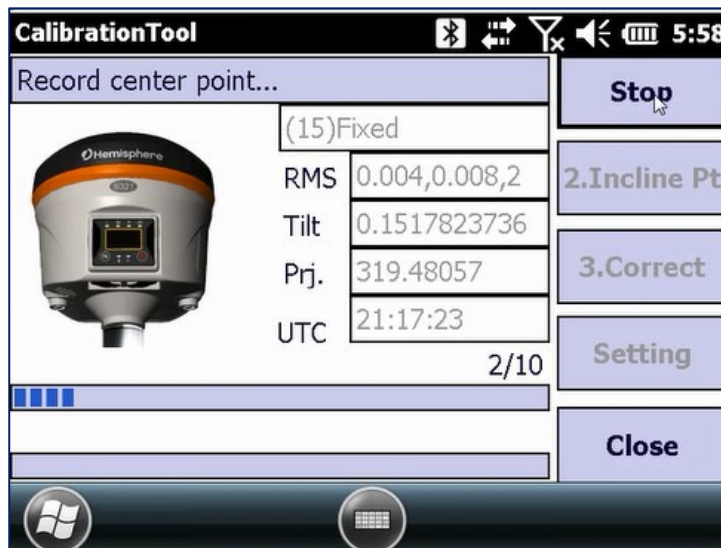 CalibrationTool 5:58
Record center point...
Stop
(15)Fixed
RMS 0.004,0.008,2
2.Incline Pt
Tilt 0.1517823736
Prj. 319.48057
3.Correct
UTC 21:17:23
Setting
2/10
Close
Hemisphere
S321